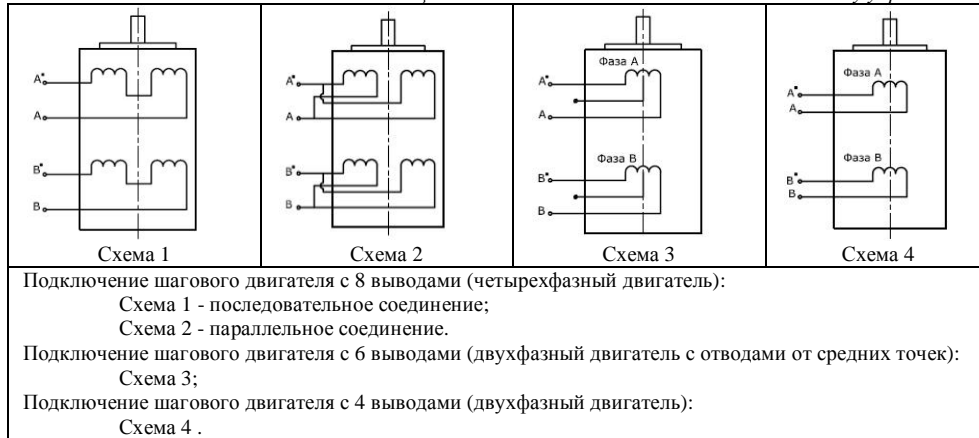 A*
A
B*
B
Схема 1
A*
A
B*
B
Схема 2
Фаза А
A*
A
Фаза В
B*
B
Схема 3
Фаза А
A*
A
Фаза В
B*
B
Схема 4
Подключение шагового двигателя с 8 выводами (четырехфазный двигатель):
Схема 1 - последовательное соединение;
Схема 2 - параллельное соединение.
Подключение шагового двигателя с 6 выводами (двухфазный двигатель с отводами от средних точек):
Схема 3;
Подключение шагового двигателя с 4 выводами (двухфазный двигатель):
Схема 4 .